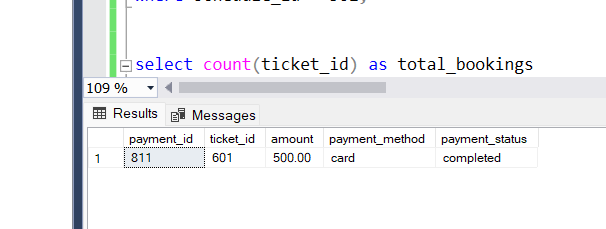 select count(ticket_id) as total_bookings
109 %
Results Messages
payment_id ticket_id amount payment_method payment_status
1 811 601 500.00 card completed